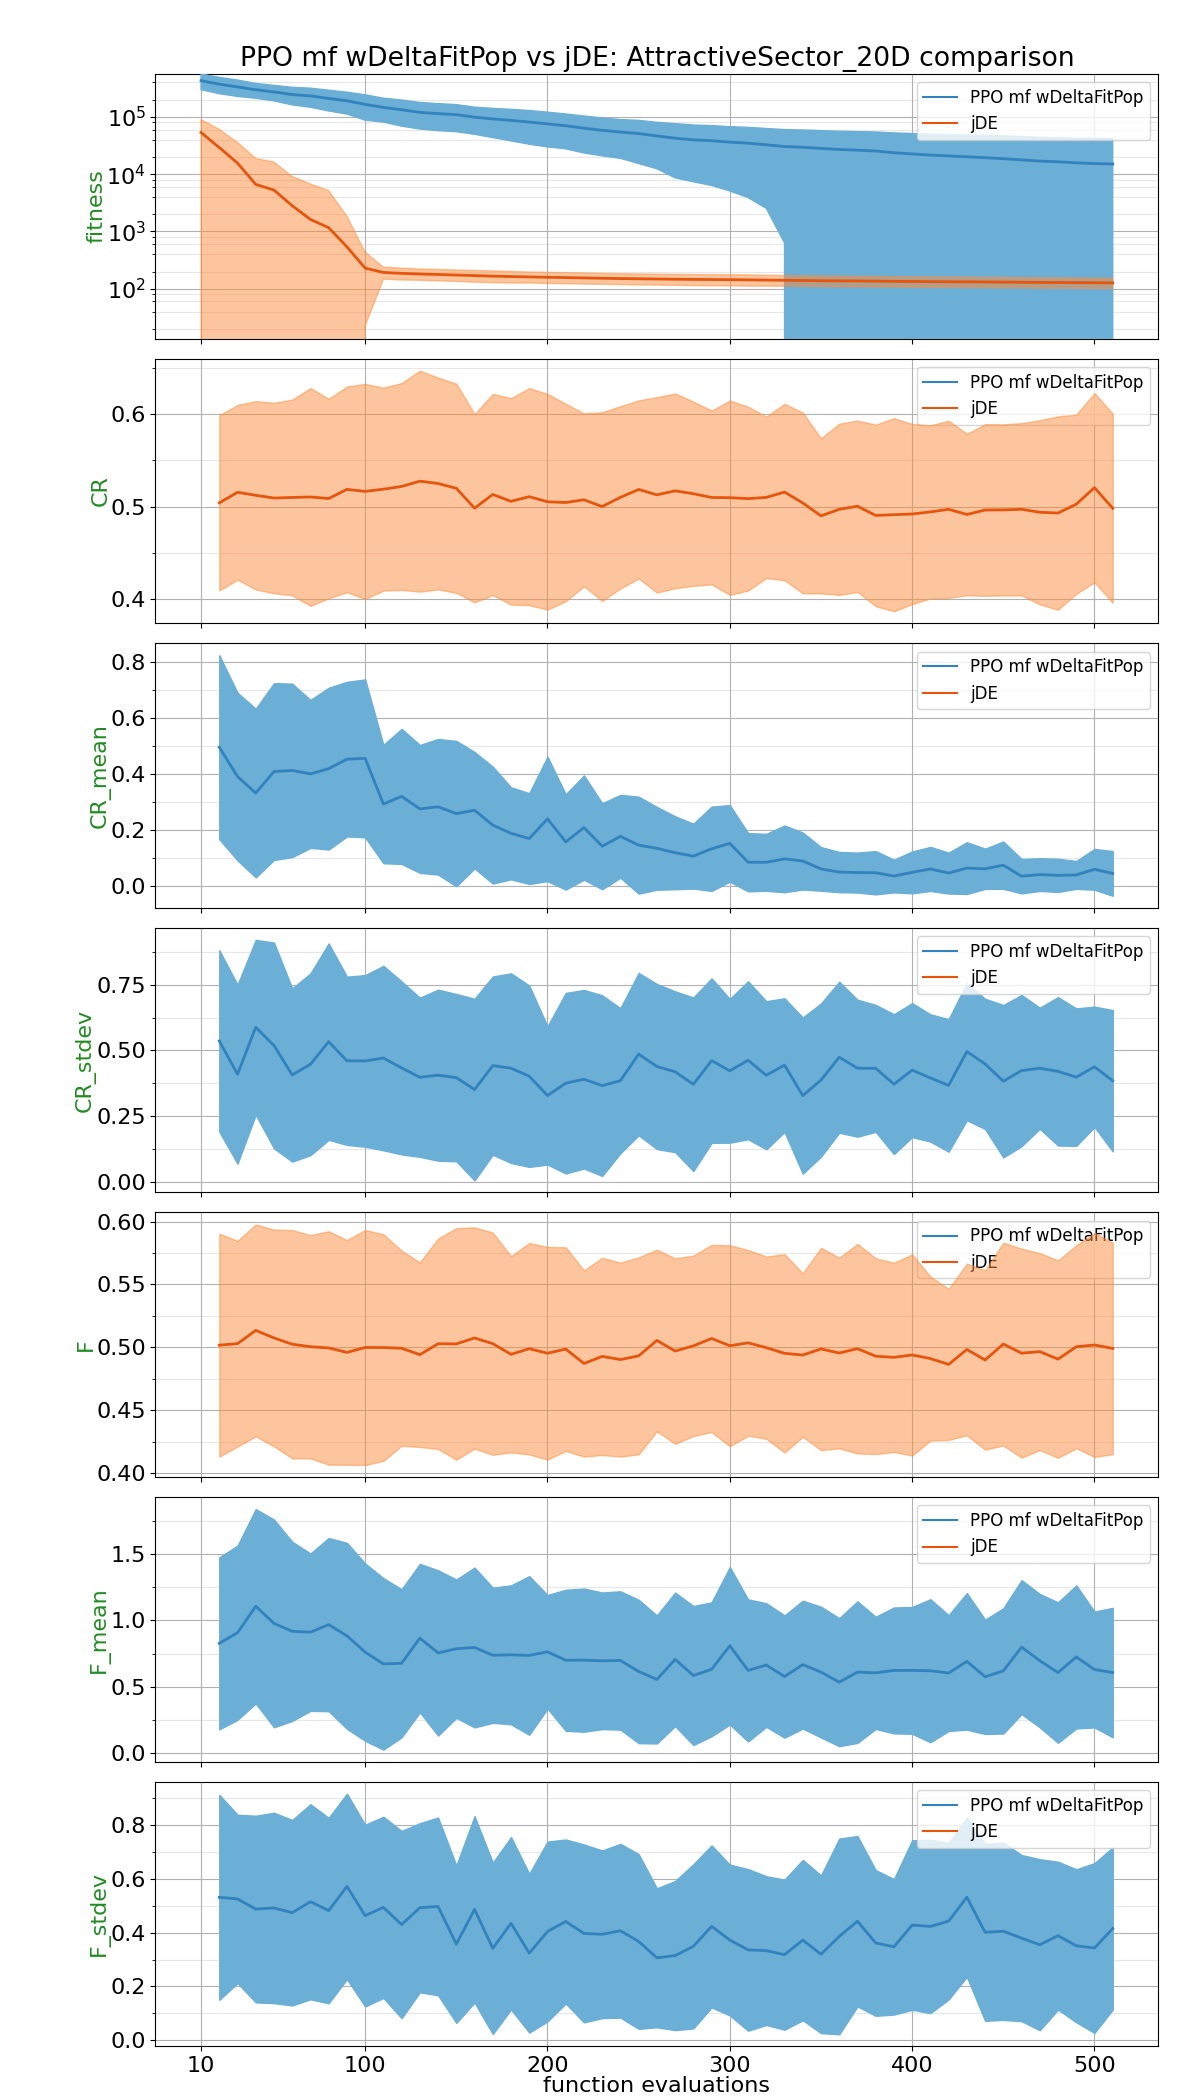 PPO mf wDeltaFitPop vs jDE: AttractiveSector_20D comparison
fitness
10^5
10^4
10^3
10^2
PPO mf wDeltaFitPop
jDE
CR
0.6
0.5
0.4
PPO mf wDeltaFitPop
jDE
CR_mean
0.8
0.6
0.4
0.2
0.0
PPO mf wDeltaFitPop
jDE
CR_stdev
0.75
0.50
0.25
0.00
PPO mf wDeltaFitPop
jDE
F
0.60
0.55
0.50
0.45
0.40
PPO mf wDeltaFitPop
jDE
F_mean
1.5
1.0
0.5
0.0
PPO mf wDeltaFitPop
jDE
F_stdev
0.8
0.6
0.4
0.2
0.0
PPO mf wDeltaFitPop
jDE
10 100 200 300 400 500
function evaluations